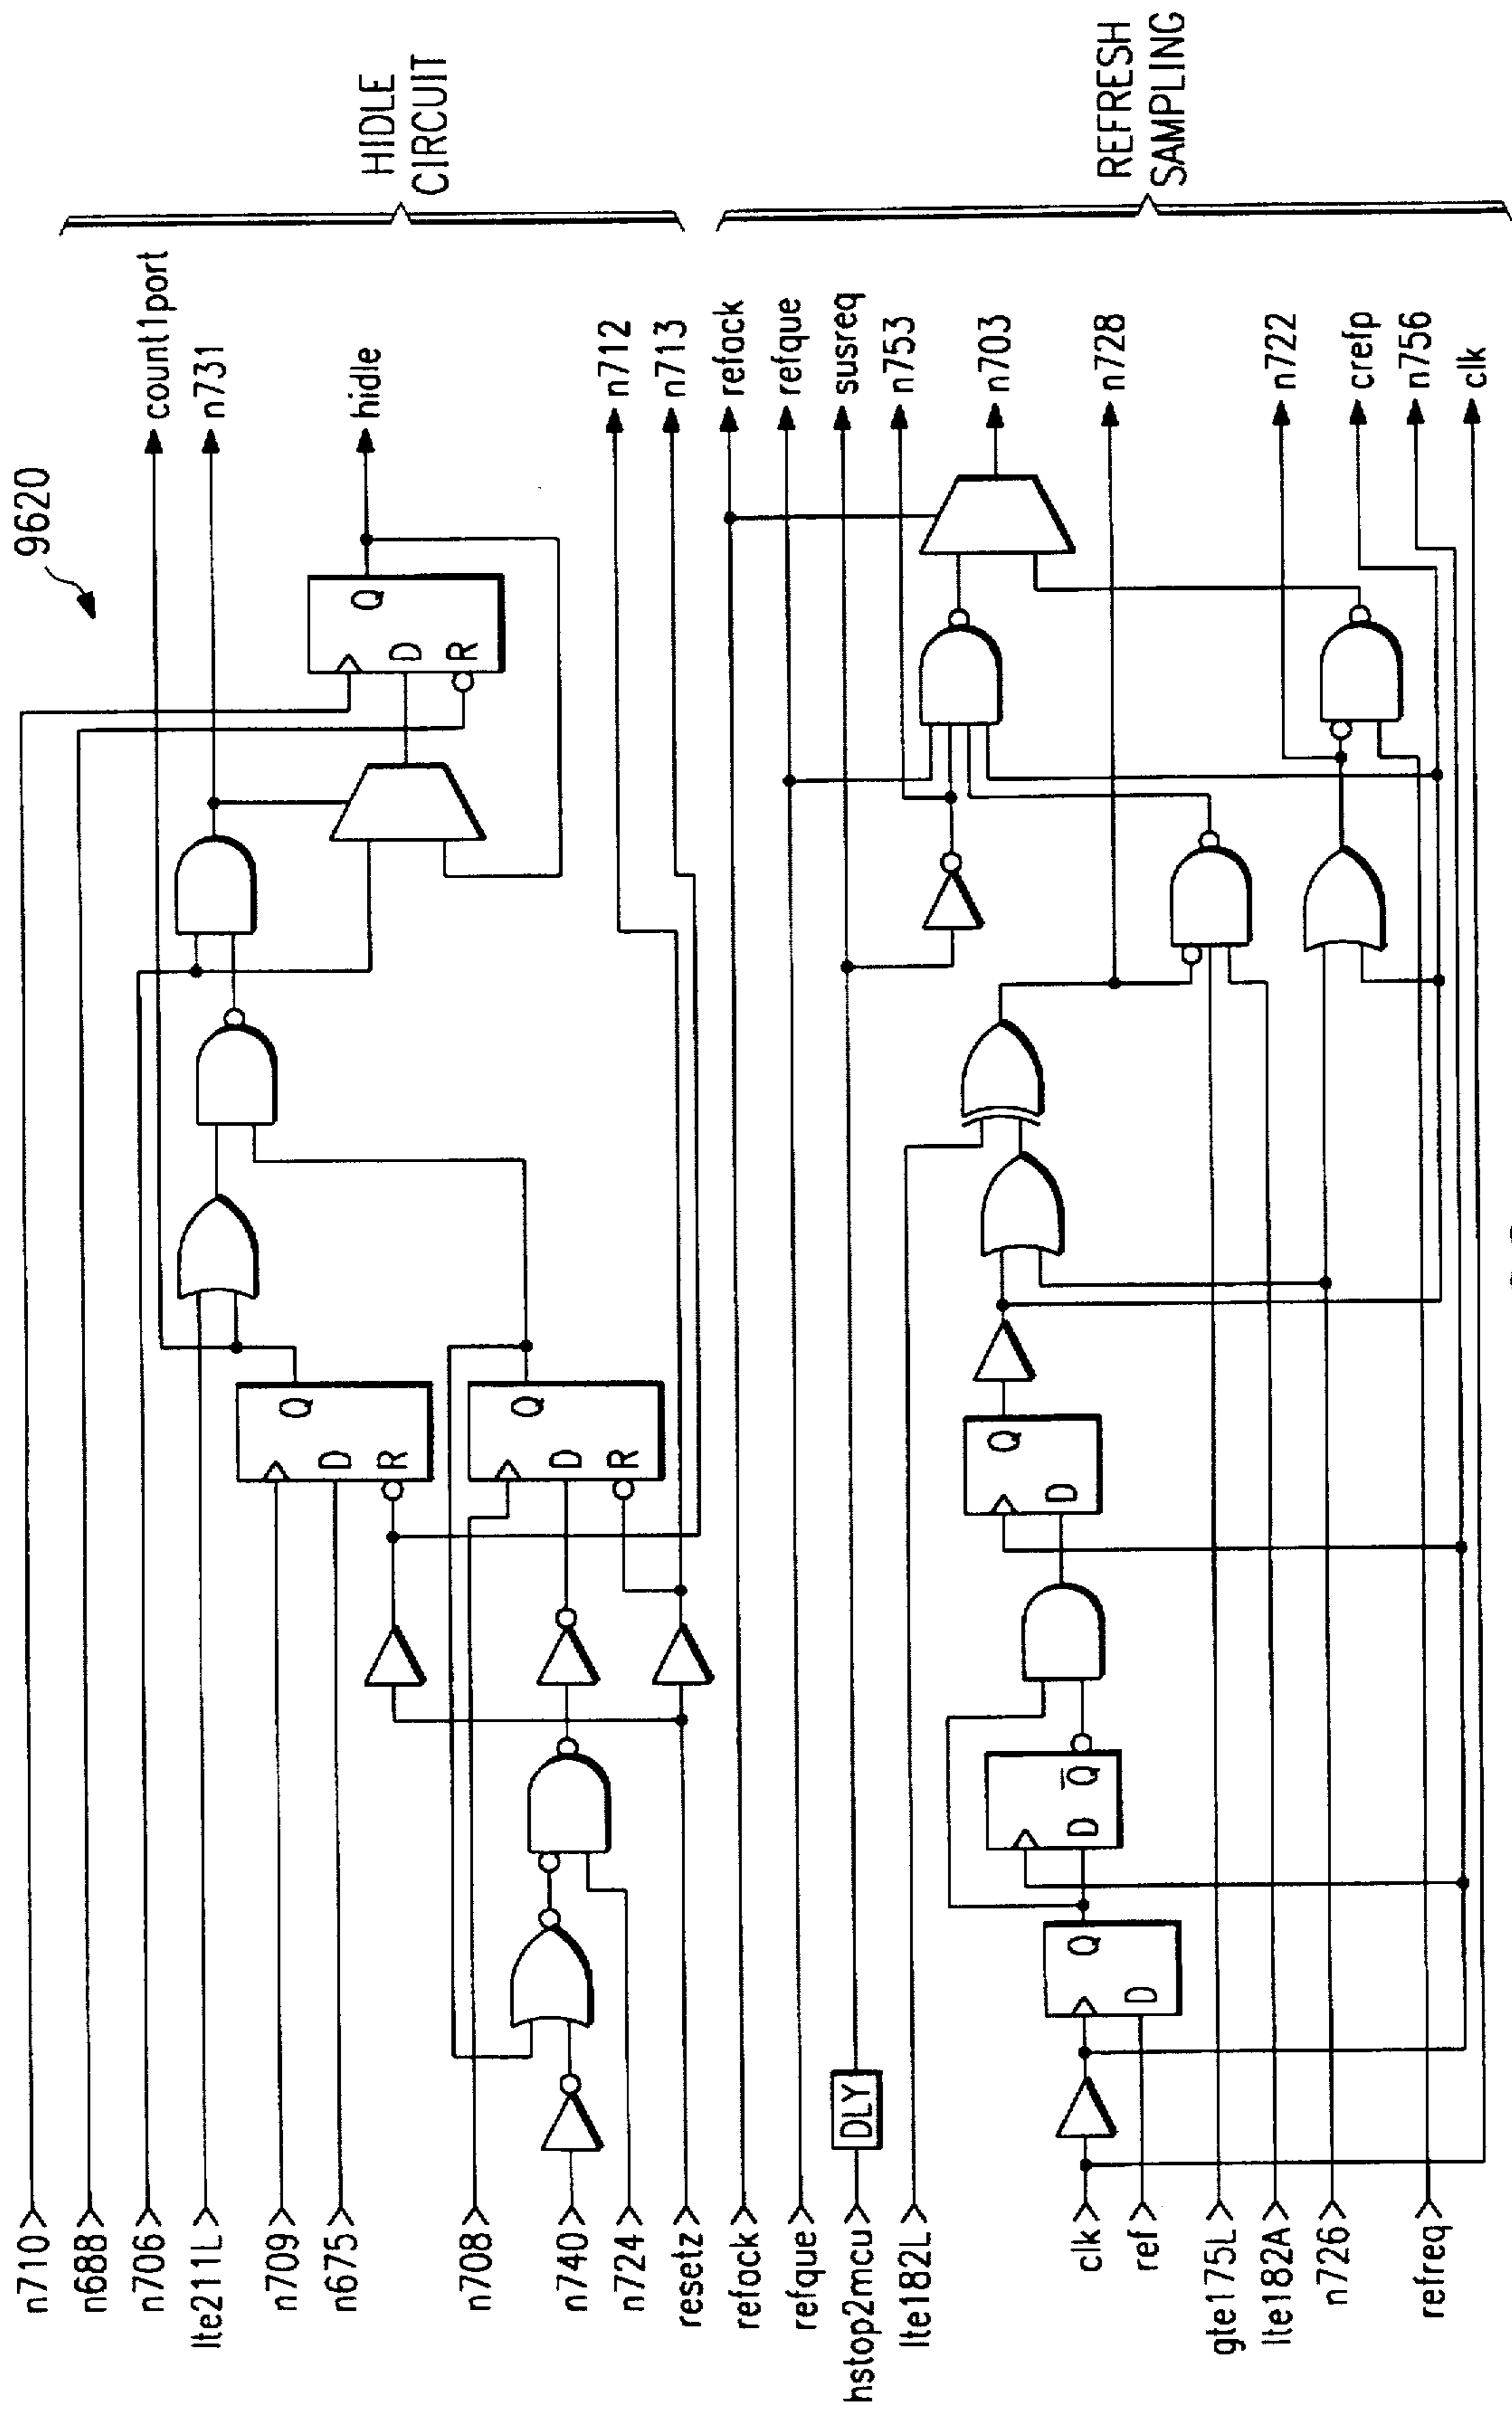 9620
n710
n688
n706
lte211L
n709
n675
n708
n740
n724
resetz
refack
refque
hstop2mcu
lte182L
clk
ref
gte175L
lte182A
n726
refreq
DLY
Q
D
R
Q
D
R
Q
D
R
Q
D
D
Q̅
Q
D
count1port
n731
hidle
n712
n713
refack
refque
susreq
n753
n703
n728
n722
crefp
n756
clk
HIDLE
CIRCUIT
REFRESH
SAMPLING